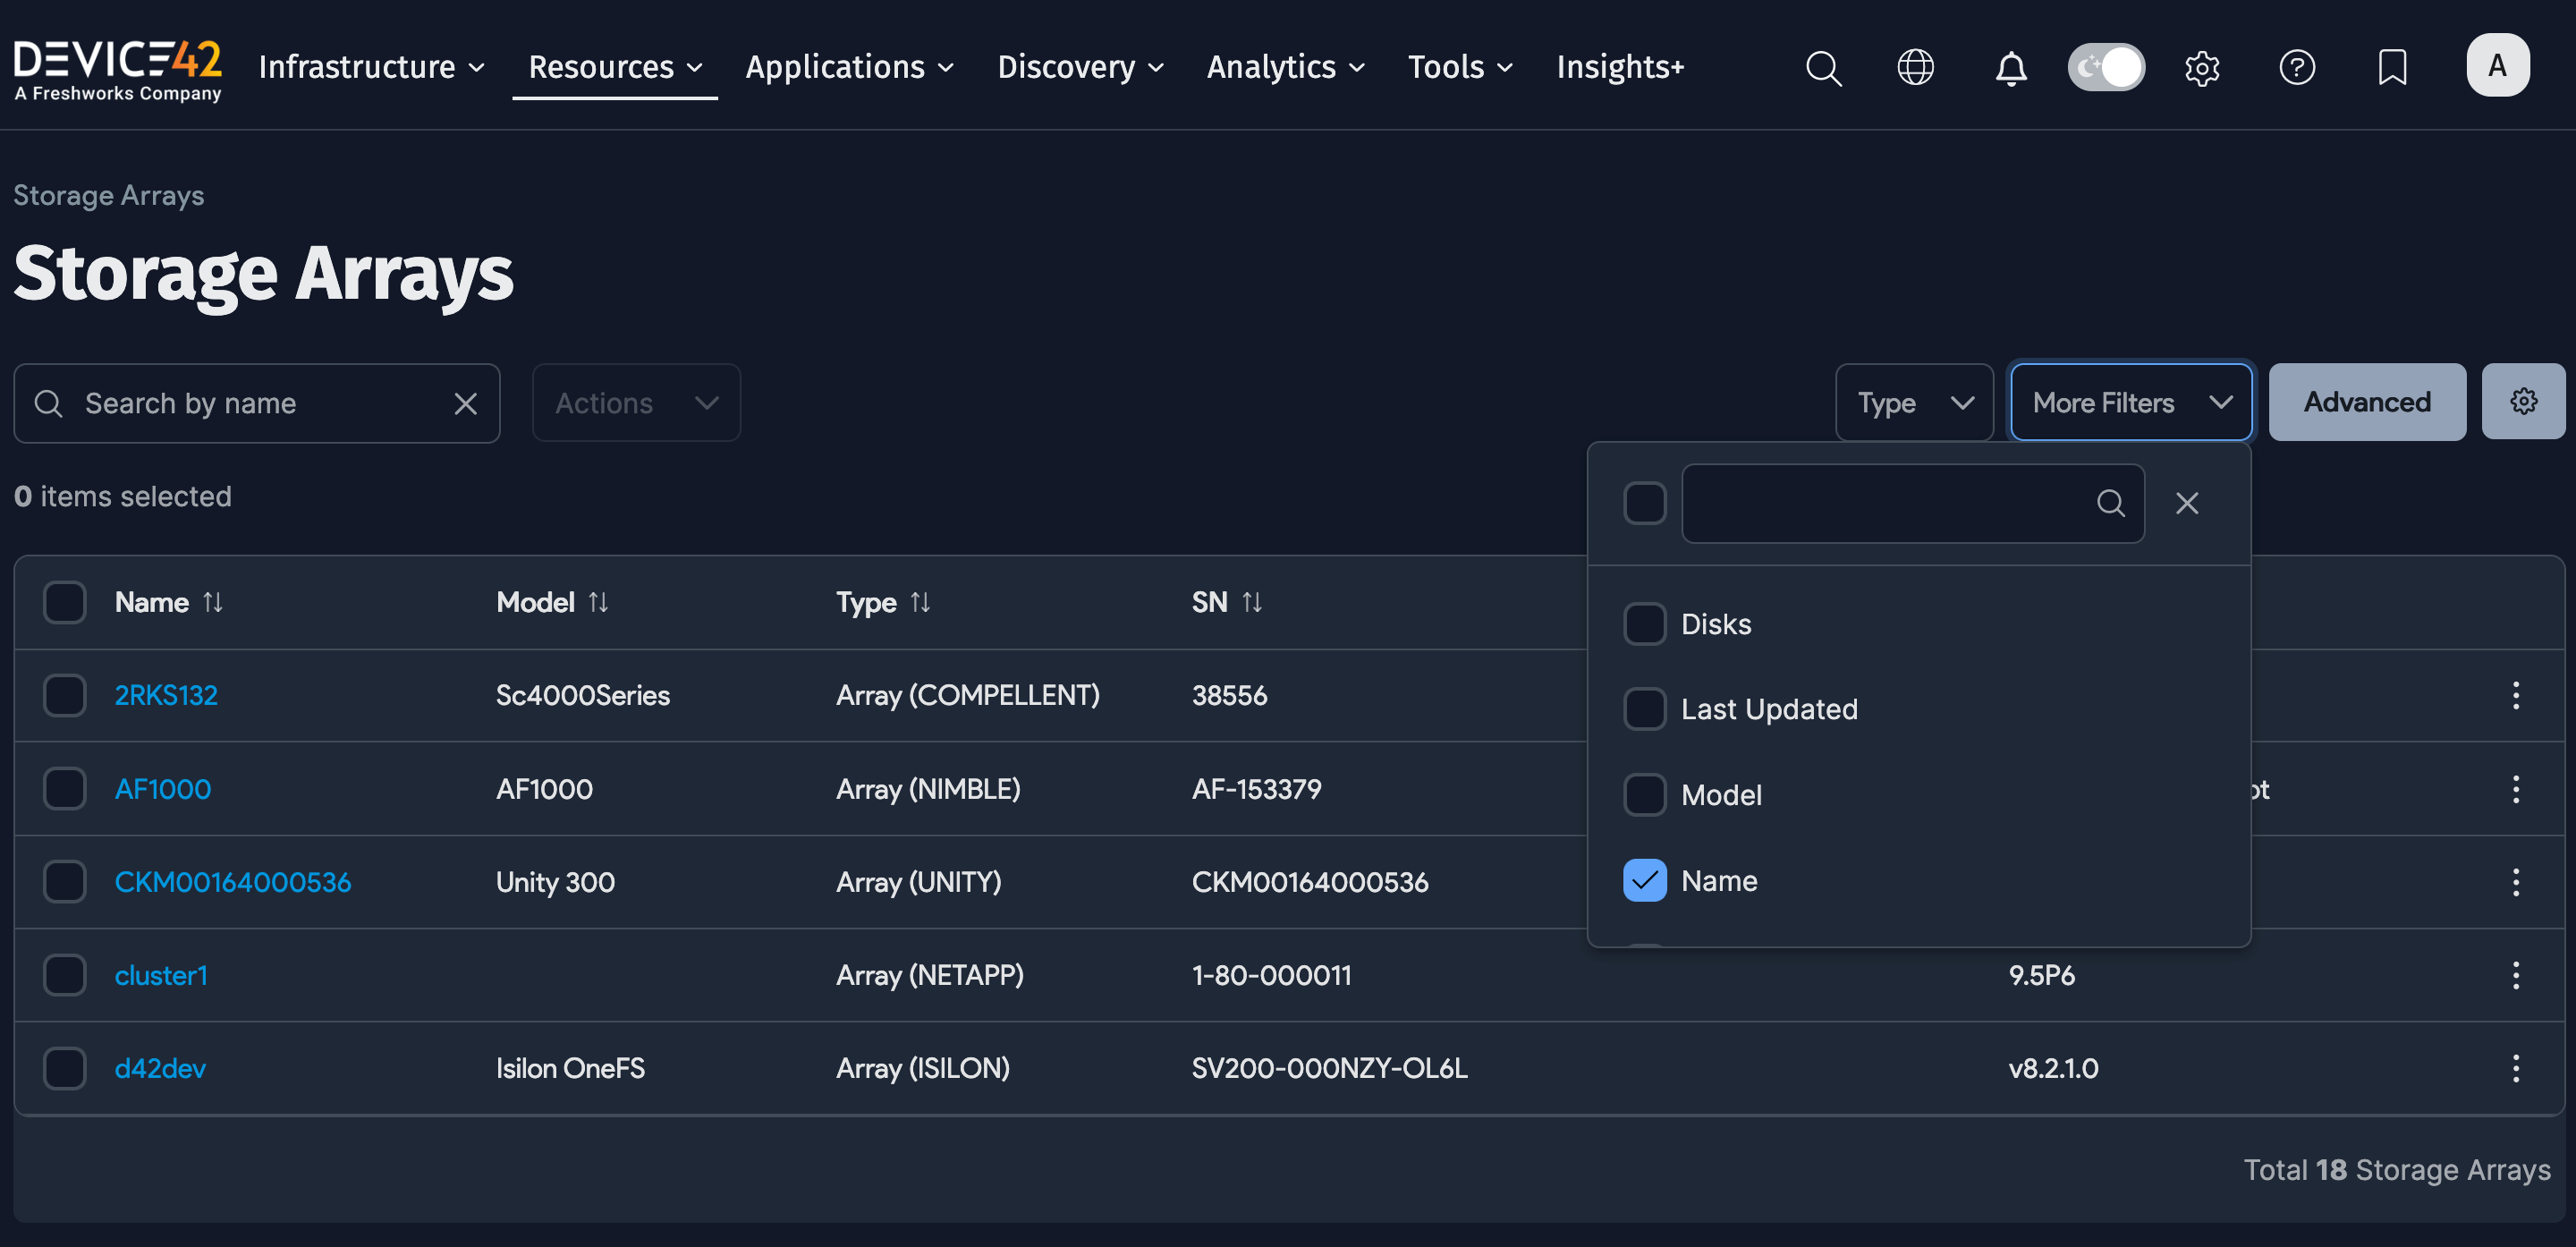 DEVICE42
A Freshworks Company
Infrastructure
Resources
Applications
Discovery
Analytics
Tools
Insights+
A
Storage Arrays
Storage Arrays
Search by name
Actions
Type
More Filters
Advanced
0 items selected
Name Model Type SN
2RKS132 Sc4000Series Array (COMPELLENT) 38556
AF1000 AF1000 Array (NIMBLE) AF-153379
CKM00164000536 Unity 300 Array (UNITY) CKM00164000536
cluster1 Array (NETAPP) 1-80-000011 9.5P6
d42dev Isilon OneFS Array (ISILON) SV200-000NZY-OL6L v8.2.1.0
Disks
Last Updated
Model
Name
Total 18 Storage Arrays